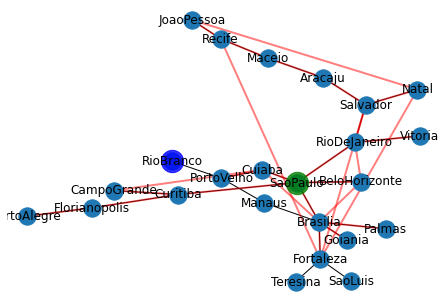 JoaoPessoa
Recife
Maceio
Aracaju
Natal
Salvador
Vitoria
RioDeJaneiro
RioBranco
Cuiaba
PortoVelho
SaoPaulo
BeloHorizonte
CampoGrande
Curitiba
Manaus
Florianopolis
rtoAlegre
Brasilia
Palmas
Goiania
Fortaleza
Teresina
SaoLuis